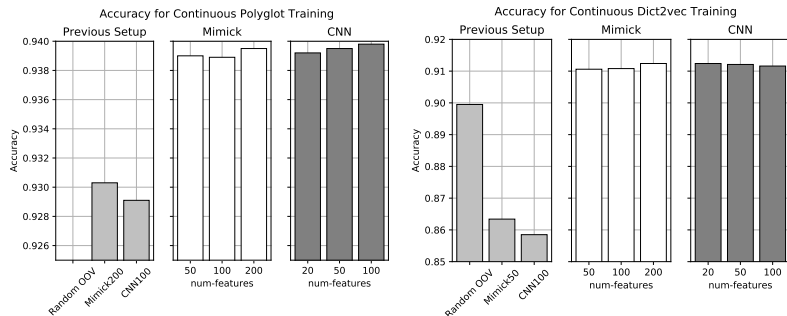 Accuracy for Continuous Polyglot Training
Previous Setup
Mimick
CNN
Accuracy
0.940
0.938
0.936
0.934
0.932
0.930
0.928
0.926
Random OOV
Mimick200
CNN100
50 100 200
num-features
20 50 100
num-features
Accuracy for Continuous Dict2vec Training
Previous Setup
Mimick
CNN
Accuracy
0.92
0.91
0.90
0.89
0.88
0.87
0.86
0.85
Random OOV
Mimick50
CNN100
50 100 200
num-features
20 50 100
num-features